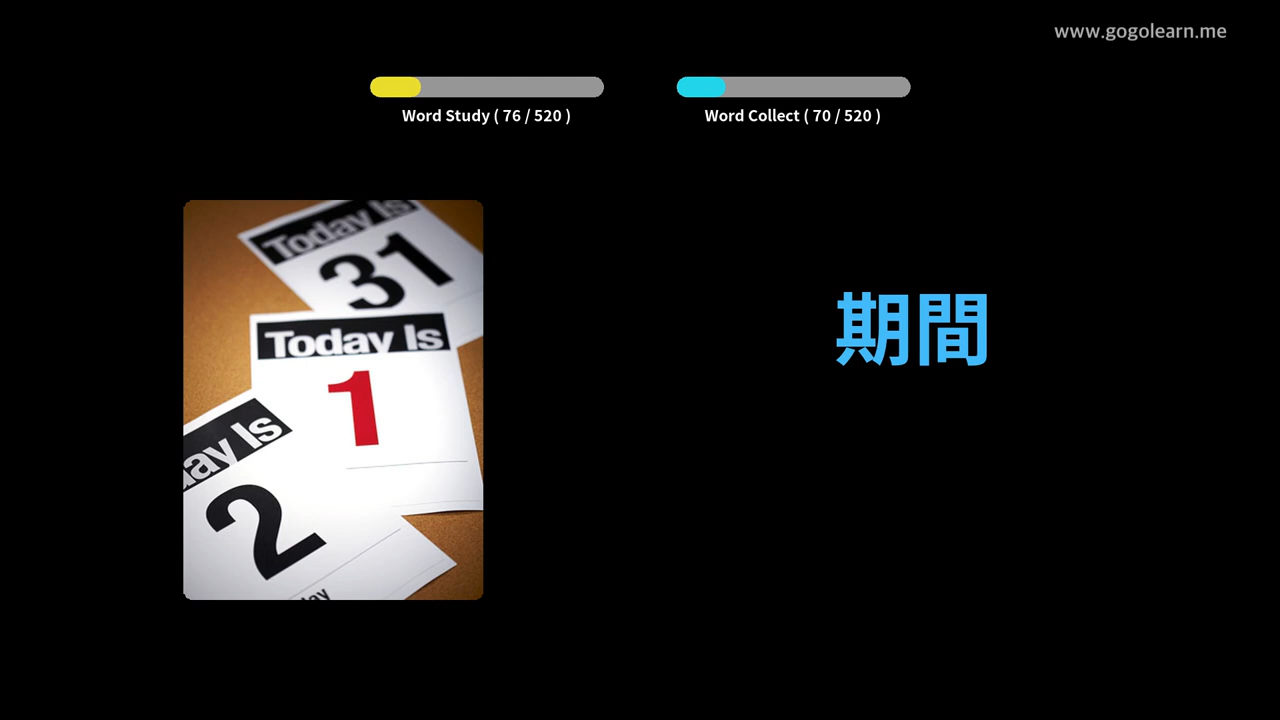 www.gogolearn.me
Word Study ( 76 / 520 )
Word Collect ( 70 / 520 )
Today Is
31
Today Is
1
ay Is
2
ay
期間